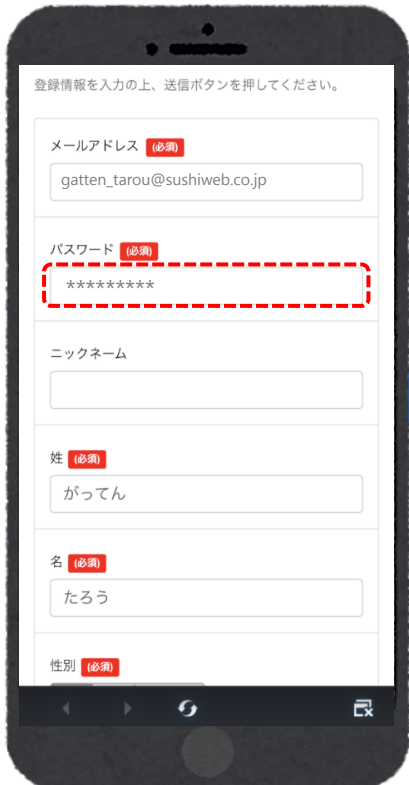 登録情報を入力の上、送信ボタンを押してください。
メールアドレス (必須)
gatten_tarou@sushiweb.co.jp
パスワード (必須)
*********
ニックネーム
姓 (必須)
がってん
名 (必須)
たろう
性別 (必須)